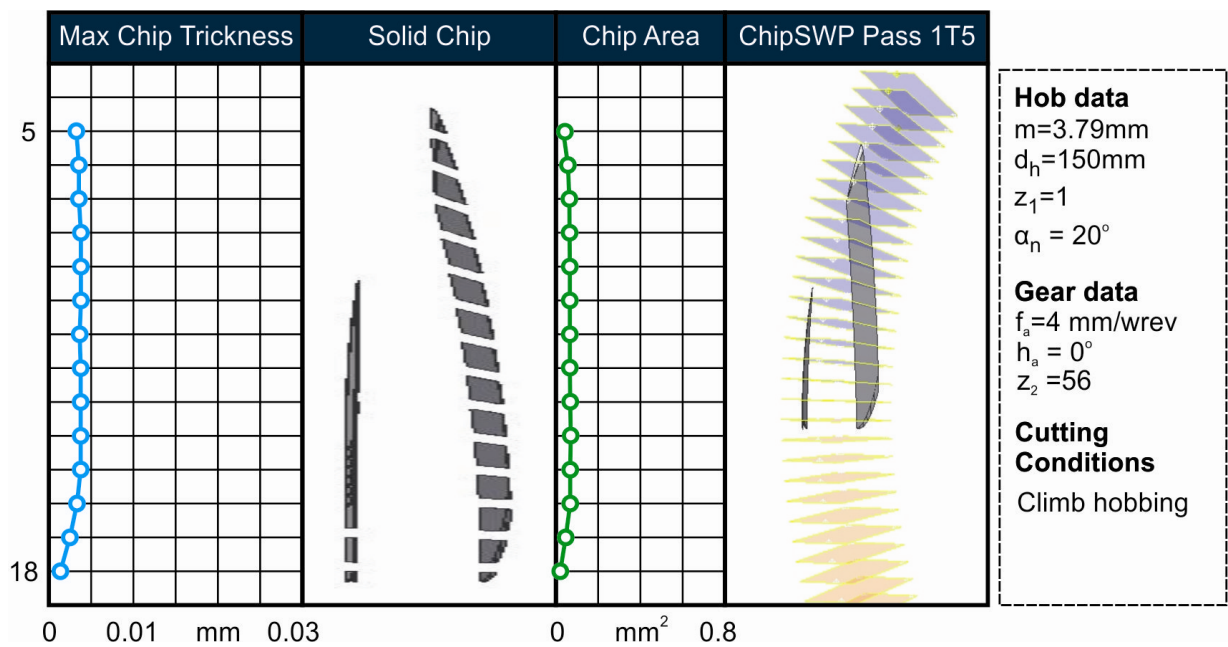 Max Chip Trickness
Solid Chip
Chip Area
ChipSWP Pass 1T5
5
18
0 0.01 mm 0.03
0 mm² 0.8
Hob data
m=3.79mm
dₕ=150mm
z₁=1
αₙ = 20°
Gear data
fₐ=4 mm/wrev
hₐ = 0°
z₂ =56
Cutting
Conditions
Climb hobbing